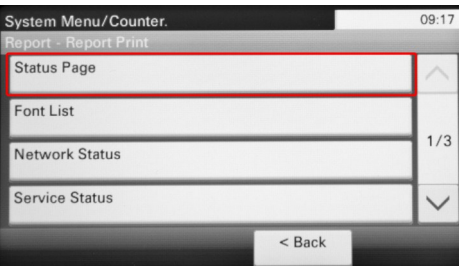 System Menu/Counter.
09:17
Report - Report Print
Status Page
Font List
1/3
Network Status
Service Status
< Back